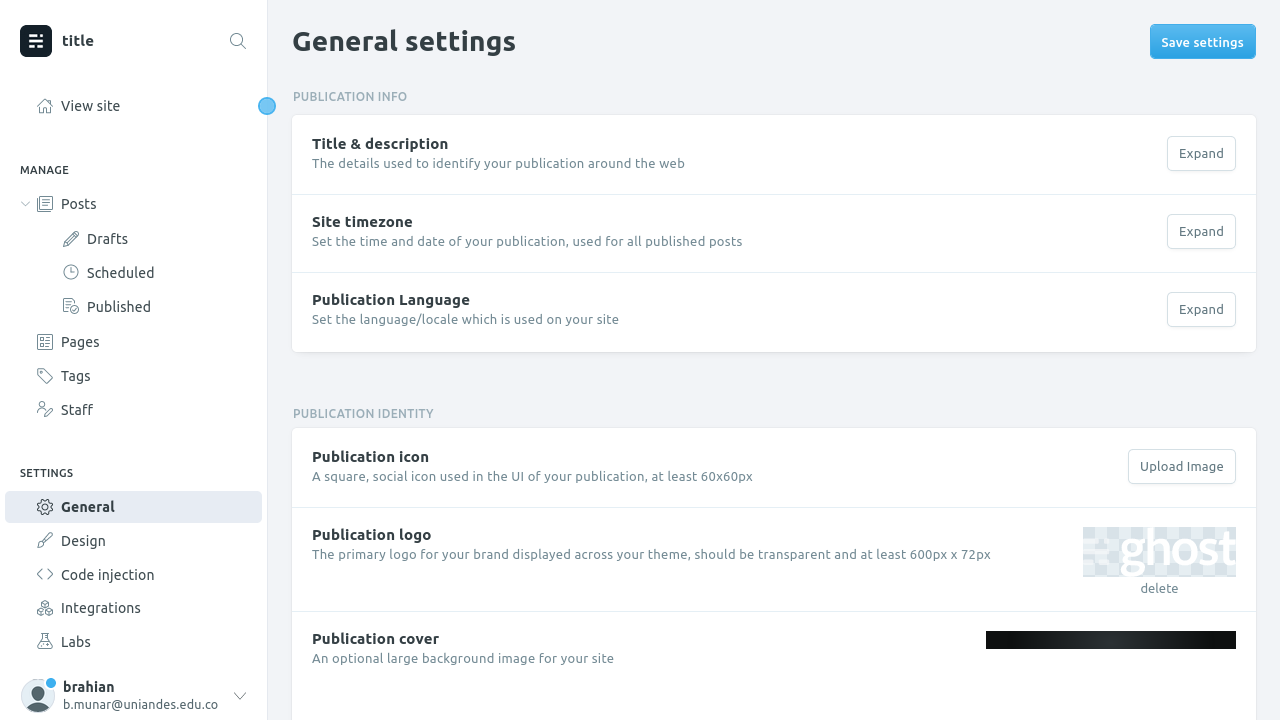 title
View site
MANAGE
Posts
Drafts
Scheduled
Published
Pages
Tags
Staff
SETTINGS
General
Design
Code injection
Integrations
Labs
brahian
b.munar@uniandes.edu.co
General settings
Save settings
PUBLICATION INFO
Title & description
The details used to identify your publication around the web
Expand
Site timezone
Set the time and date of your publication, used for all published posts
Expand
Publication Language
Set the language/locale which is used on your site
Expand
PUBLICATION IDENTITY
Publication icon
A square, social icon used in the UI of your publication, at least 60x60px
Upload Image
Publication logo
The primary logo for your brand displayed across your theme, should be transparent and at least 600px x 72px
ghost
delete
Publication cover
An optional large background image for your site